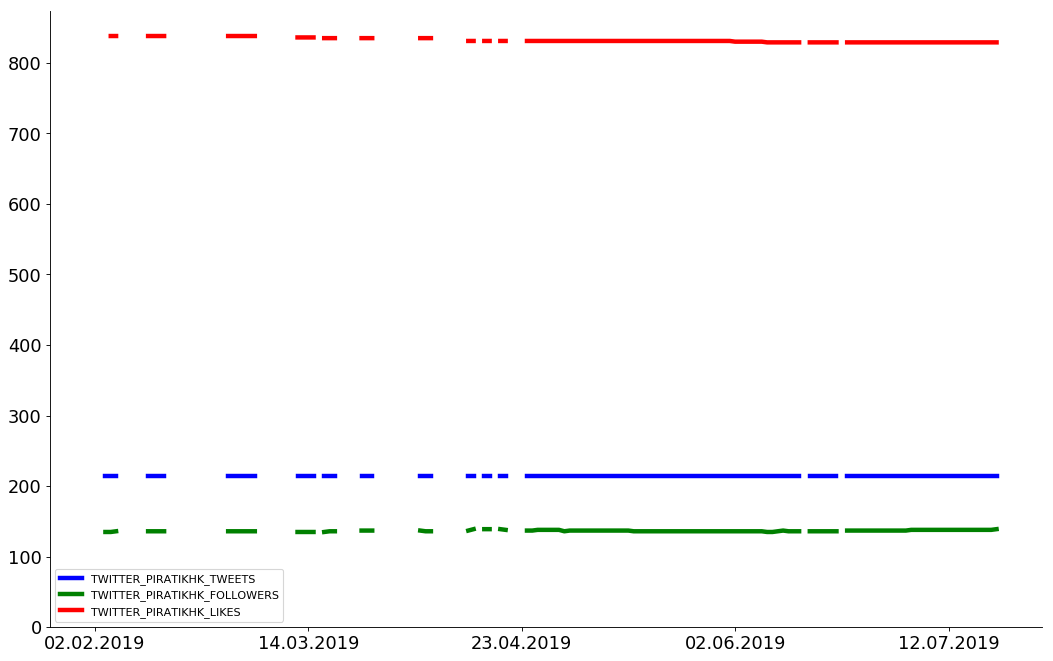 800
700
600
500
400
300
200
100
0
TWITTER_PIRATIKHK_TWEETS
TWITTER_PIRATIKHK_FOLLOWERS
TWITTER_PIRATIKHK_LIKES
02.02.2019 14.03.2019 23.04.2019 02.06.2019 12.07.2019